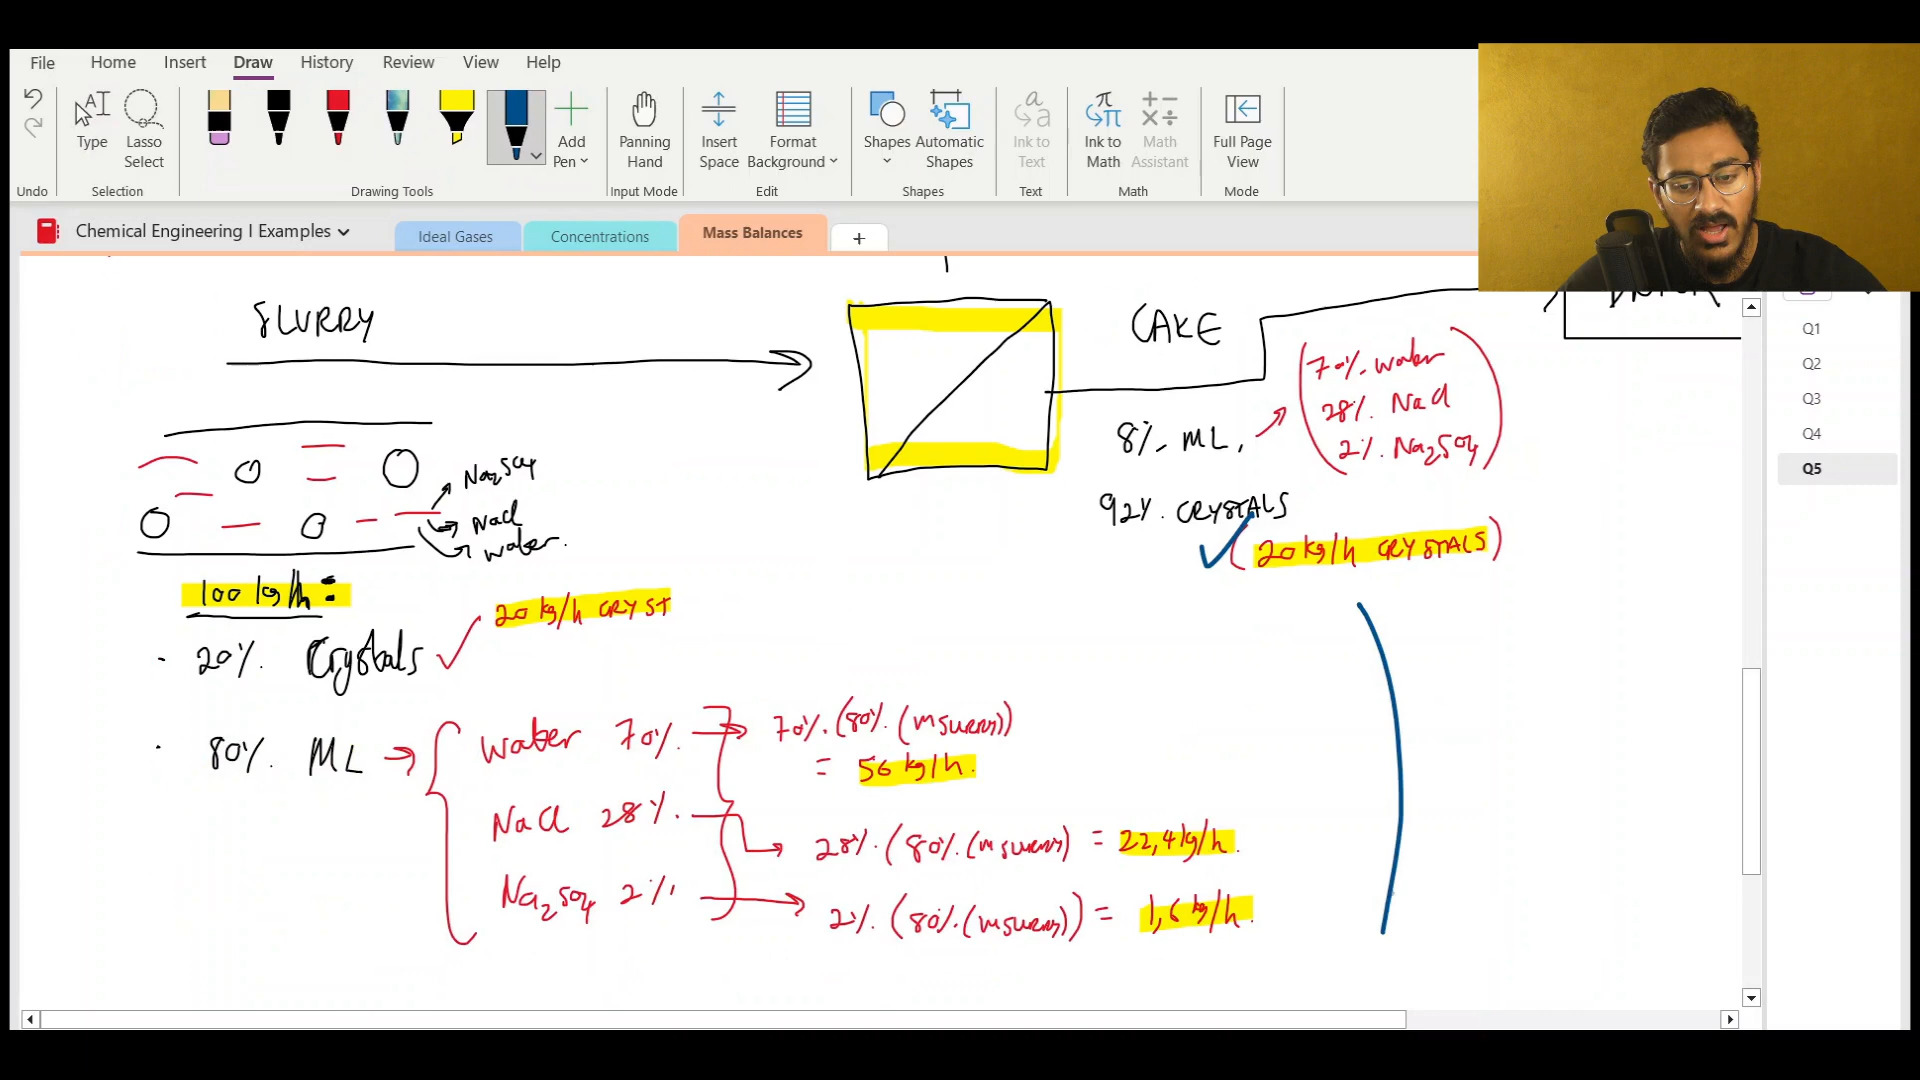 File Home Insert Draw History Review View Help
Type
Lasso Select
Add Pen
Panning Hand
Insert Space
Format Background
Shapes
Automatic Shapes
Ink to Text
Ink to Math
Math Assistant
Full Page View
Undo Selection Drawing Tools Input Mode Edit Shapes Text Math Mode
Chemical Engineering I Examples Ideal Gases Concentrations Mass Balances +
Q1
Q2
Q3
Q4
Q5
SLURRY
CAKE
70% water
28% NaCl
2% Na2SO4
8% ML,
92% CRYSTALS
(20 kg/h CRYSTALS)
Na2SO4
NaCl
water.
100 kg/h :
20 kg/h CRYST
· 20% Crystals
· 80% ML → water 70% → 70%.(80%.(mslurry))
= 56 kg/h.
NaCl 28% → 28%.(80%.(mslurry) = 22,4 kg/h.
Na2SO4 2% → 2%.(80%.(mslurry)) = 1,6 kg/h.